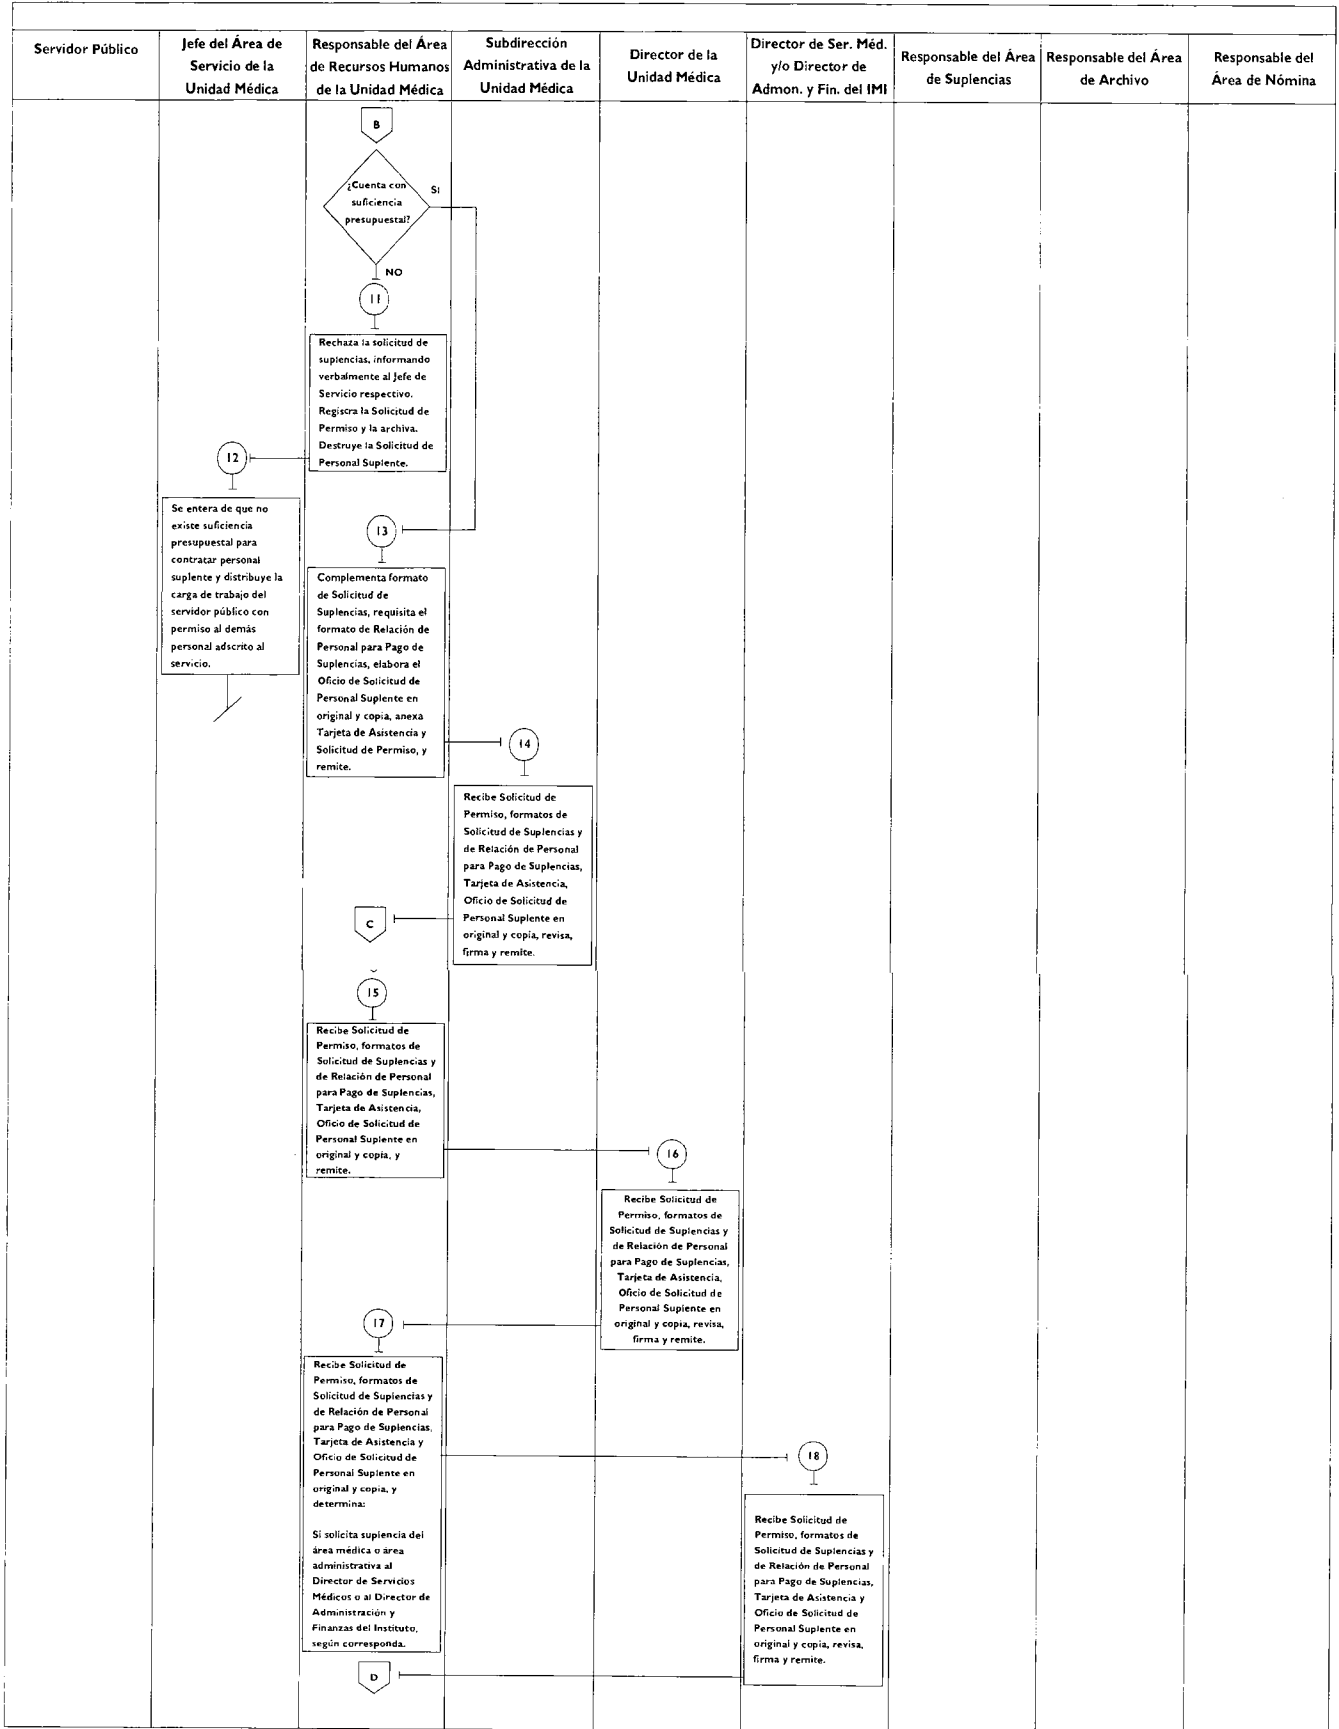 Servidor Público
Jefe del Área de
Servicio de la
Unidad Médica
Responsable del Área
de Recursos Humanos
de la Unidad Médica
Subdirección
Administrativa de la
Unidad Médica
Director de la
Unidad Médica
Director de Ser. Méd.
y/o Director de
Admon. y Fin. del IMI
Responsable del Área
de Suplencias
Responsable del Área
de Archivo
Responsable del
Área de Nómina
B
¿Cuenta con
suficiencia
presupuestal?
SI
NO
11
Rechaza la solicitud de
suplencias, informando
verbalmente al Jefe de
Servicio respectivo.
Registra la Solicitud de
Permiso y la archiva.
Destruye la Solicitud de
Personal Suplente.
12
Se entera de que no
existe suficiencia
presupuestal para
contratar personal
suplente y distribuye la
carga de trabajo del
servidor público con
permiso al demás
personal adscrito al
servicio.
13
Complementa formato
de Solicitud de
Suplencias, requisita el
formato de Relación de
Personal para Pago de
Suplencias, elabora el
Oficio de Solicitud de
Personal Suplente en
original y copia, anexa
Tarjeta de Asistencia y
Solicitud de Permiso, y
remite.
14
Recibe Solicitud de
Permiso, formatos de
Solicitud de Suplencias y
de Relación de Personal
para Pago de Suplencias,
Tarjeta de Asistencia,
Oficio de Solicitud de
Personal Suplente en
original y copia, revisa,
firma y remite.
C
15
Recibe Solicitud de
Permiso, formatos de
Solicitud de Suplencias y
de Relación de Personal
para Pago de Suplencias,
Tarjeta de Asistencia,
Oficio de Solicitud de
Personal Suplente en
original y copia, y
remite.
16
Recibe Solicitud de
Permiso, formatos de
Solicitud de Suplencias y
de Relación de Personal
para Pago de Suplencias,
Tarjeta de Asistencia,
Oficio de Solicitud de
Personal Suplente en
original y copia, revisa,
firma y remite.
17
Recibe Solicitud de
Permiso, formatos de
Solicitud de Suplencias y
de Relación de Personal
para Pago de Suplencias,
Tarjeta de Asistencia y
Oficio de Solicitud de
Personal Suplente en
original y copia, y
determina:
Si solicita suplencia del
área médica o área
administrativa al
Director de Servicios
Médicos o al Director de
Administración y
Finanzas del Instituto,
según corresponda.
18
Recibe Solicitud de
Permiso, formatos de
Solicitud de Suplencias y
de Relación de Personal
para Pago de Suplencias,
Tarjeta de Asistencia y
Oficio de Solicitud de
Personal Suplente en
original y copia, revisa,
firma y remite.
D